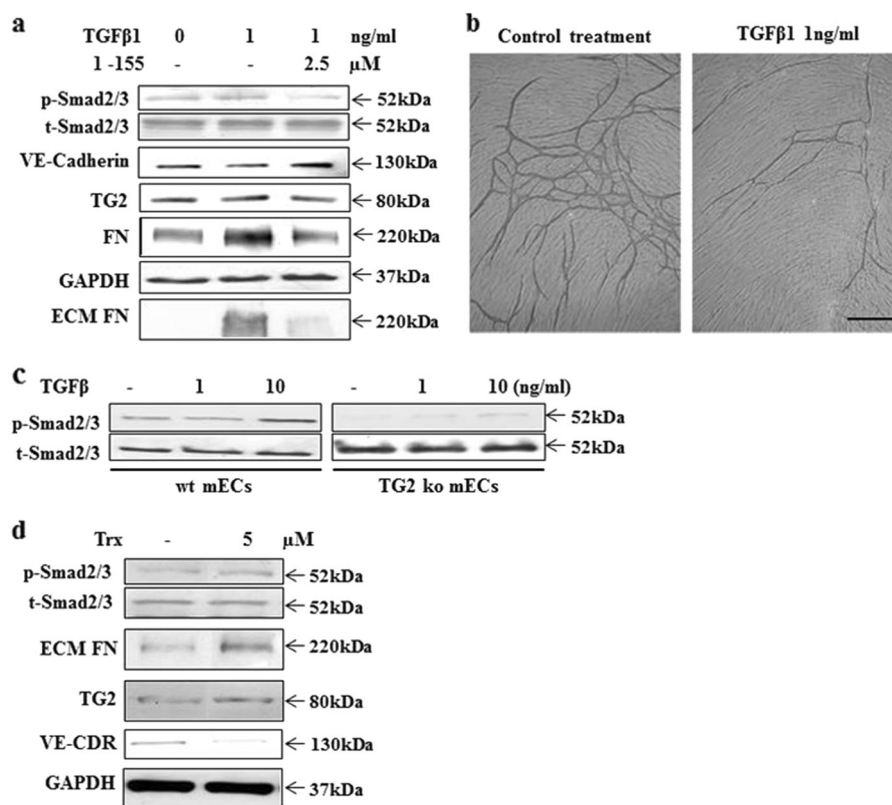 a
TGFβ1 0 1 1 ng/ml
1 -155 - - 2.5 μM
p-Smad2/3 52kDa
t-Smad2/3 52kDa
VE-Cadherin 130kDa
TG2 80kDa
FN 220kDa
GAPDH 37kDa
ECM FN 220kDa
b
Control treatment TGFβ1 1ng/ml
c
TGFβ - 1 10 - 1 10 (ng/ml)
p-Smad2/3 52kDa
t-Smad2/3 52kDa
wt mECs TG2 ko mECs
d
Trx - 5 μM
p-Smad2/3 52kDa
t-Smad2/3 52kDa
ECM FN 220kDa
TG2 80kDa
VE-CDR 130kDa
GAPDH 37kDa